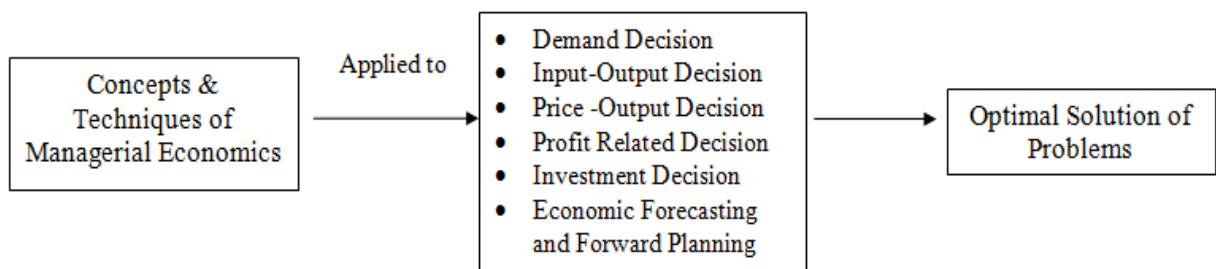 Concepts &
Techniques of
Managerial Economics
Applied to
• Demand Decision
• Input-Output Decision
• Price -Output Decision
• Profit Related Decision
• Investment Decision
• Economic Forecasting
and Forward Planning
Optimal Solution of
Problems